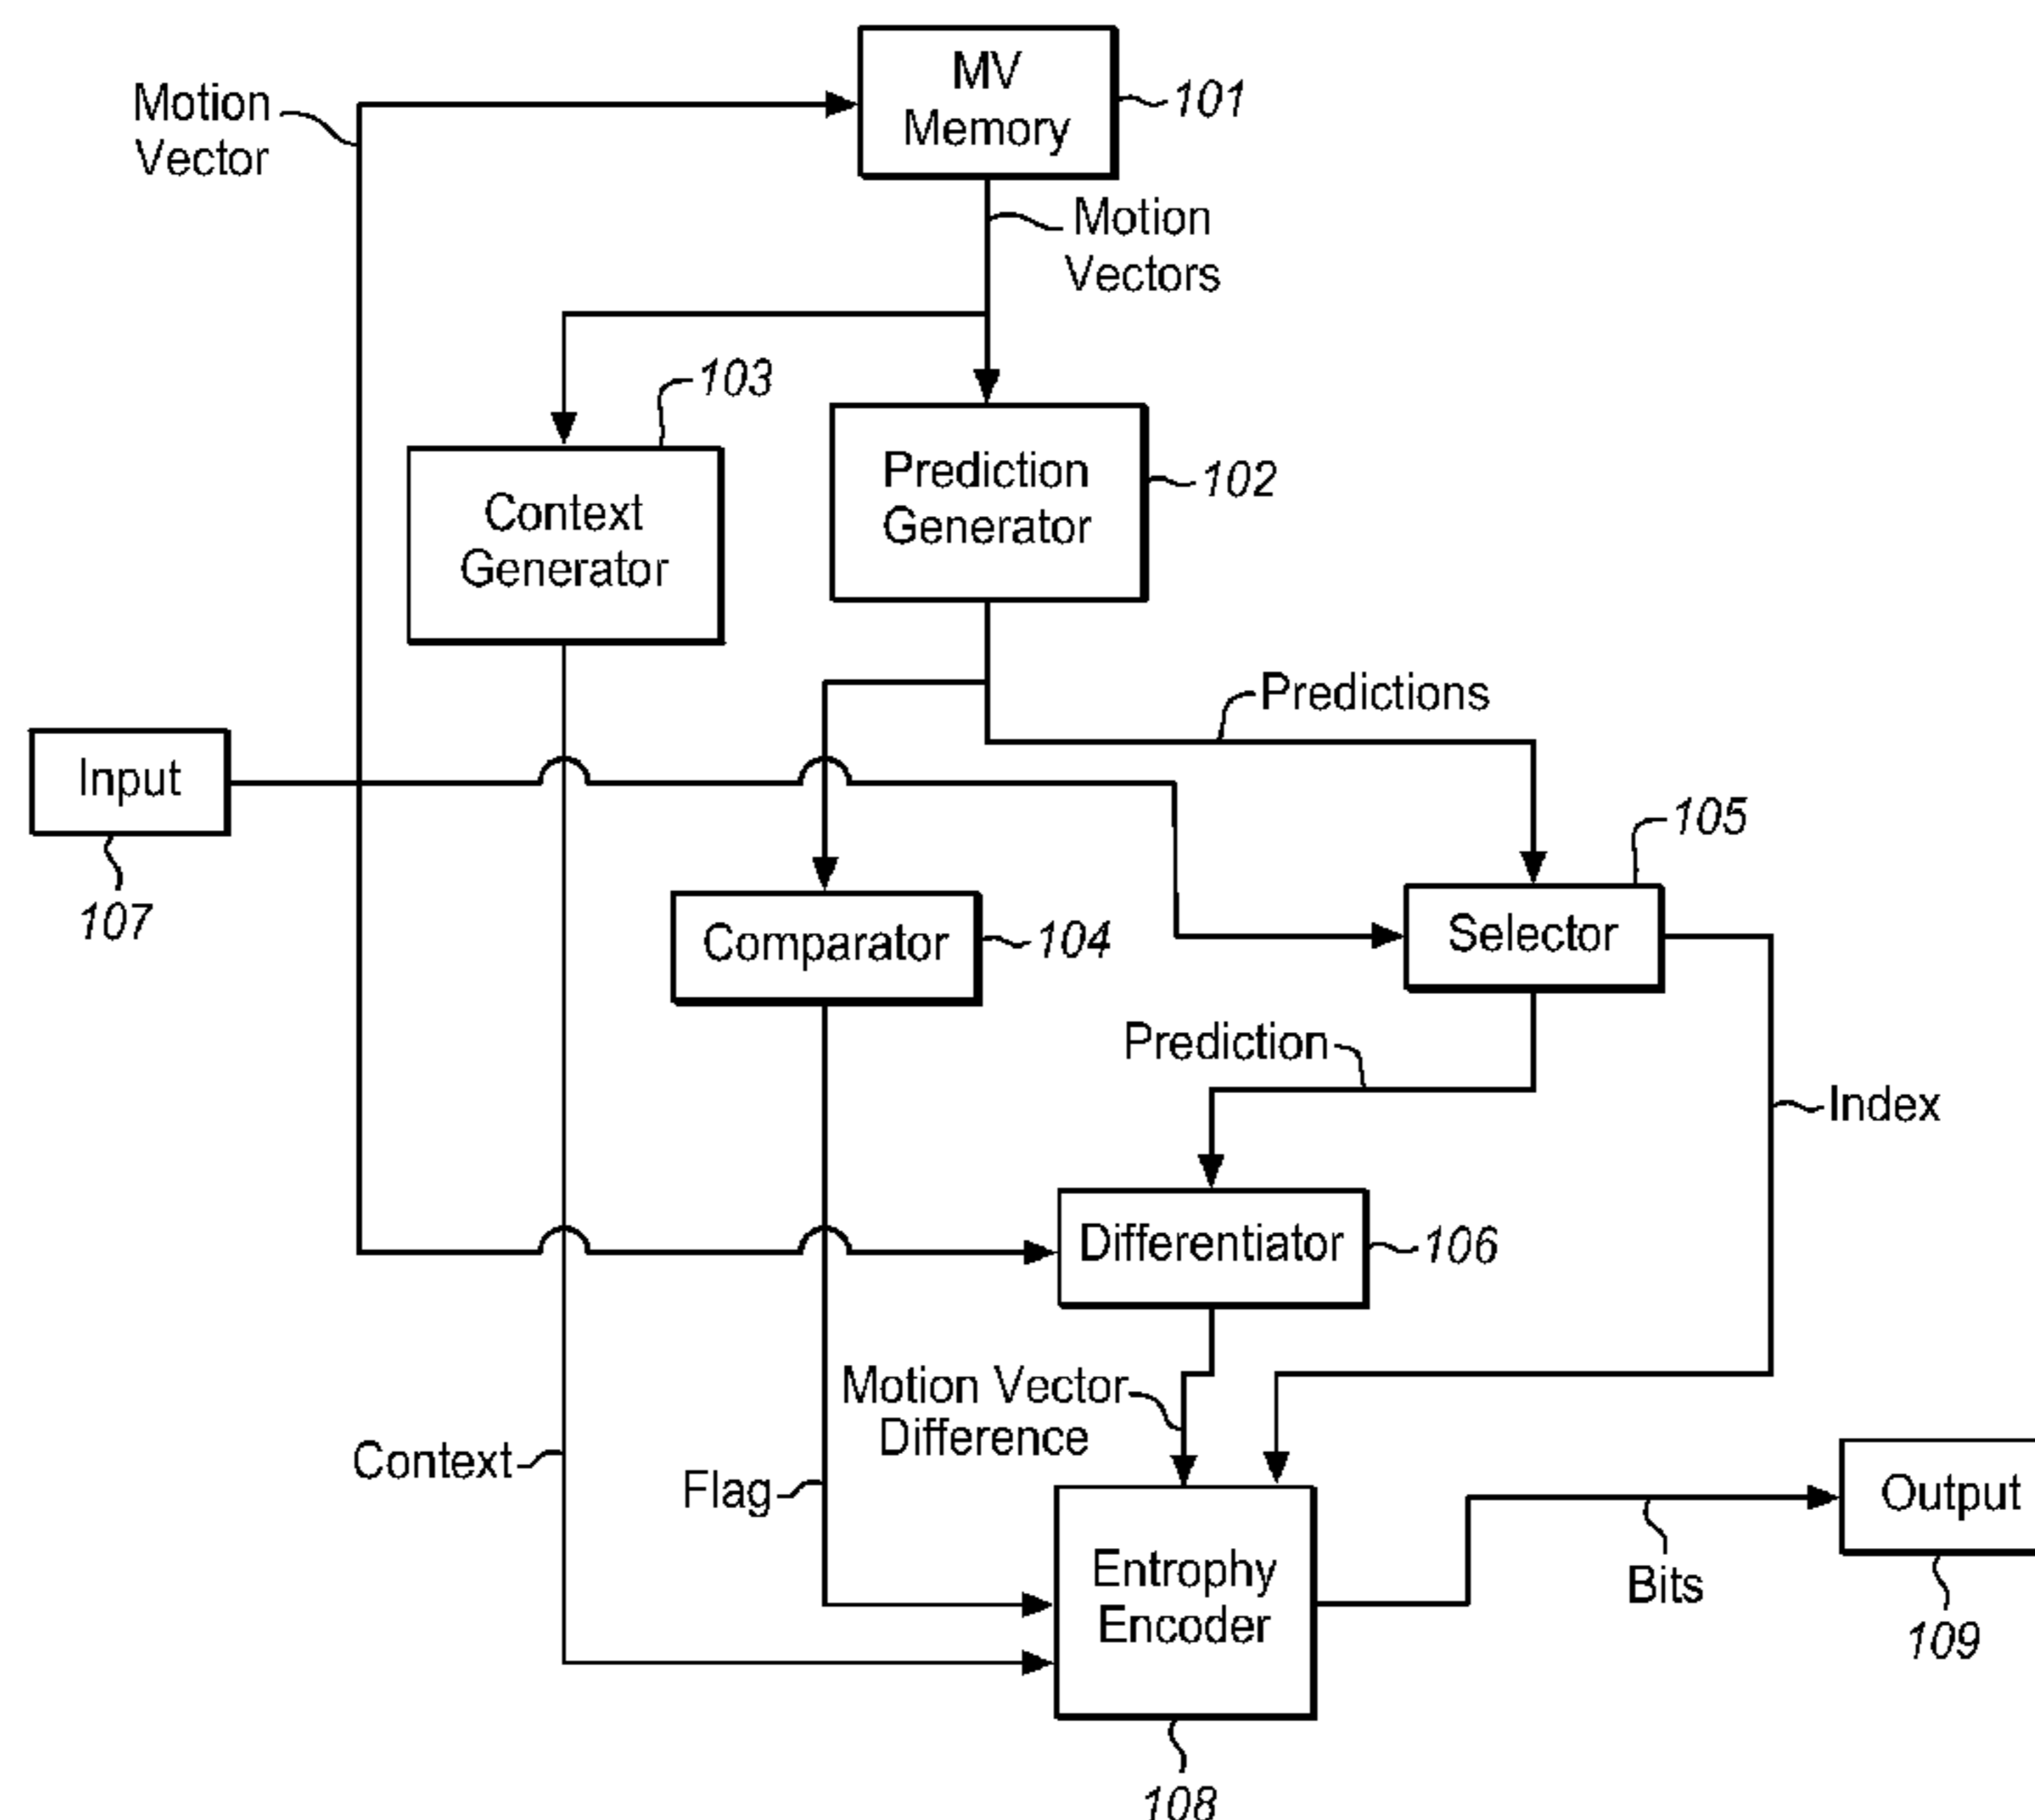 MV
Memory
101
Motion
Vector
Motion
Vectors
103
Context
Generator
Prediction
Generator
102
Predictions
Input
107
105
Comparator
104
Selector
Prediction
Index
Differentiator
106
Motion Vector
Difference
Context
Flag
Entrophy
Encoder
108
Bits
Output
109